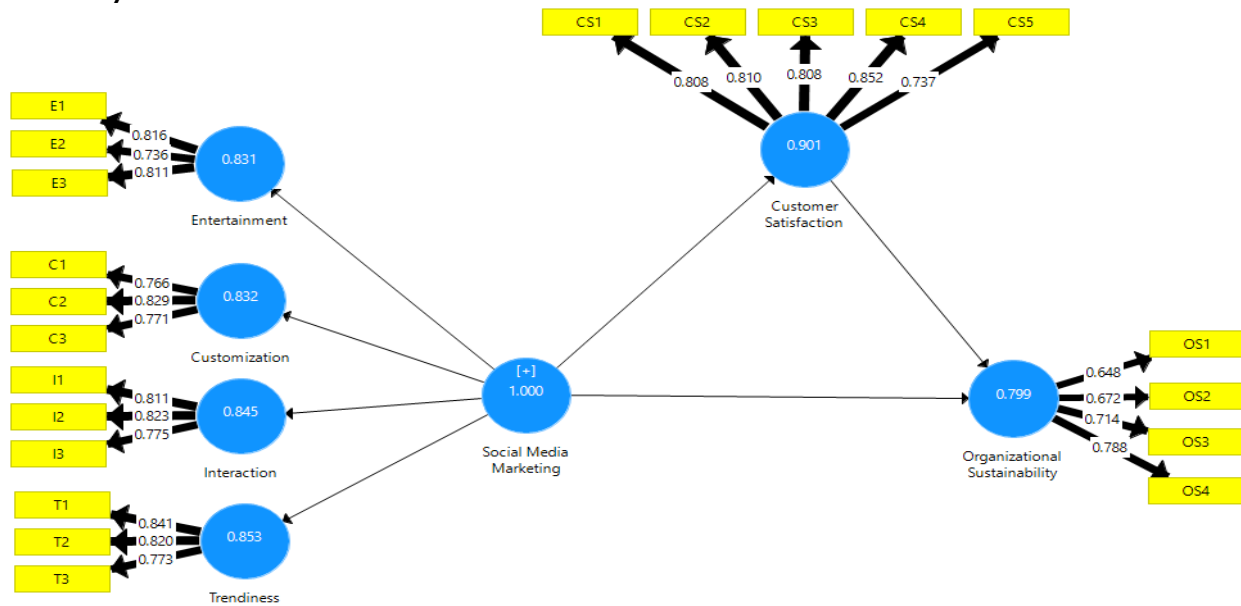 CS1
CS2
CS3
CS4
CS5
0.808
0.810
0.808
0.852
0.737
0.901
Customer
Satisfaction
E1
E2
E3
0.816
0.736
0.811
0.831
Entertainment
C1
C2
C3
0.766
0.829
0.771
0.832
Customization
I1
I2
I3
0.811
0.823
0.775
0.845
Interaction
T1
T2
T3
0.841
0.820
0.773
0.853
Trendiness
[+]
1.000
Social Media
Marketing
0.799
Organizational
Sustainability
0.648
0.672
0.714
0.788
OS1
OS2
OS3
OS4